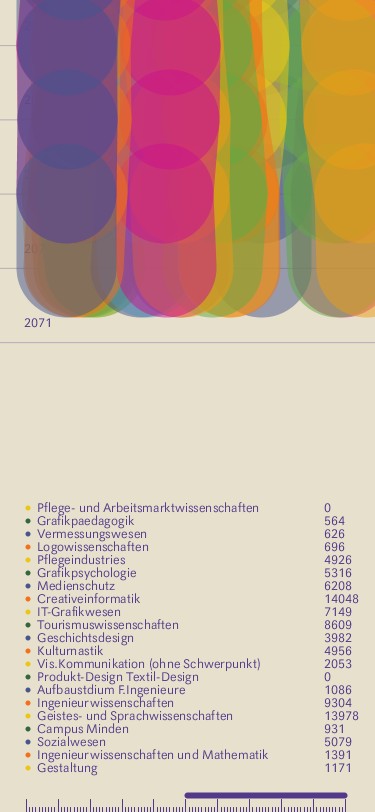 20
2071
Pflege- und Arbeitsmarktwissenschaften 0
Grafikpaedagogik 564
Vermessungswesen 626
Logowissenschaften 696
Pflegeindustries 4926
Grafikpsychologie 5316
Medienschutz 6208
Creativeinformatik 14048
IT-Grafikwesen 7149
Tourismuswissenschaften 8609
Geschichtsdesign 3982
Kulturnastik 4956
Vis.Kommunikation (ohne Schwerpunkt) 2053
Produkt-Design Textil-Design 0
Aufbaustdium F.Ingenieure 1086
Ingenieurwissenschaften 9304
Geistes- und Sprachwissenschaften 13978
Campus Minden 931
Sozialwesen 5079
Ingenieurwissenschaften und Mathematik 1391
Gestaltung 1171